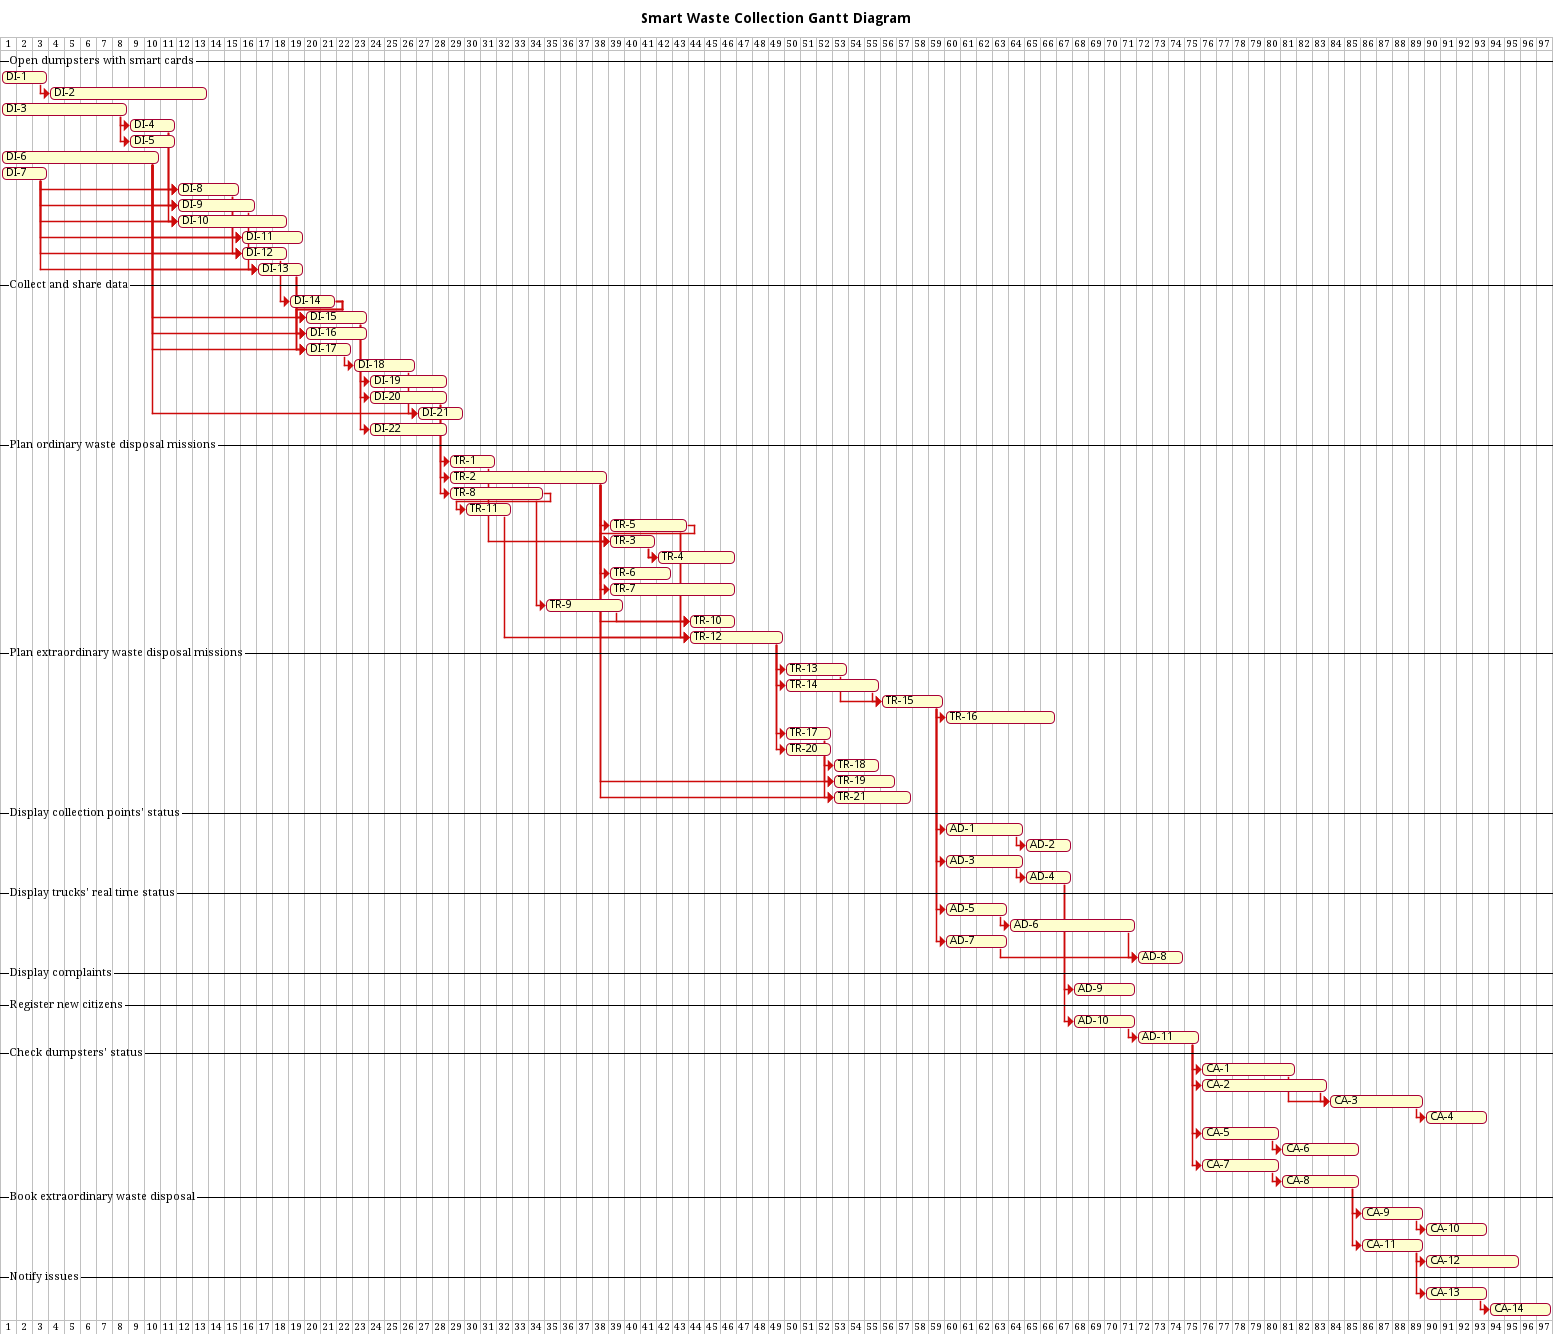 Smart Waste Collection Gantt Diagram
1 2 3 4 5 6 7 8 9 10 11 12 13 14 15 16 17 18 19 20 21 22 23 24 25 26 27 28 29 30 31 32 33 34 35 36 37 38 39 40 41 42 43 44 45 46 47 48 49 50 51 52 53 54 55 56 57 58 59 60 61 62 63 64 65 66 67 68 69 70 71 72 73 74 75 76 77 78 79 80 81 82 83 84 85 86 87 88 89 90 91 92 93 94 95 96 97
Open dumpsters with smart cards
DI-1
DI-2
DI-3
DI-4
DI-5
DI-6
DI-7
DI-8
DI-9
DI-10
DI-11
DI-12
DI-13
Collect and share data
DI-14
DI-15
DI-16
DI-17
DI-18
DI-19
DI-20
DI-21
DI-22
Plan ordinary waste disposal missions
TR-1
TR-2
TR-8
TR-11
TR-5
TR-3
TR-4
TR-6
TR-7
TR-9
TR-10
TR-12
Plan extraordinary waste disposal missions
TR-13
TR-14
TR-15
TR-16
TR-17
TR-20
TR-18
TR-19
TR-21
Display collection points' status
AD-1
AD-2
AD-3
AD-4
Display trucks' real time status
AD-5
AD-6
AD-7
AD-8
Display complaints
AD-9
Register new citizens
AD-10
AD-11
Check dumpsters' status
CA-1
CA-2
CA-3
CA-4
CA-5
CA-6
CA-7
CA-8
Book extraordinary waste disposal
CA-9
CA-10
CA-11
CA-12
Notify issues
CA-13
CA-14
1 2 3 4 5 6 7 8 9 10 11 12 13 14 15 16 17 18 19 20 21 22 23 24 25 26 27 28 29 30 31 32 33 34 35 36 37 38 39 40 41 42 43 44 45 46 47 48 49 50 51 52 53 54 55 56 57 58 59 60 61 62 63 64 65 66 67 68 69 70 71 72 73 74 75 76 77 78 79 80 81 82 83 84 85 86 87 88 89 90 91 92 93 94 95 96 97